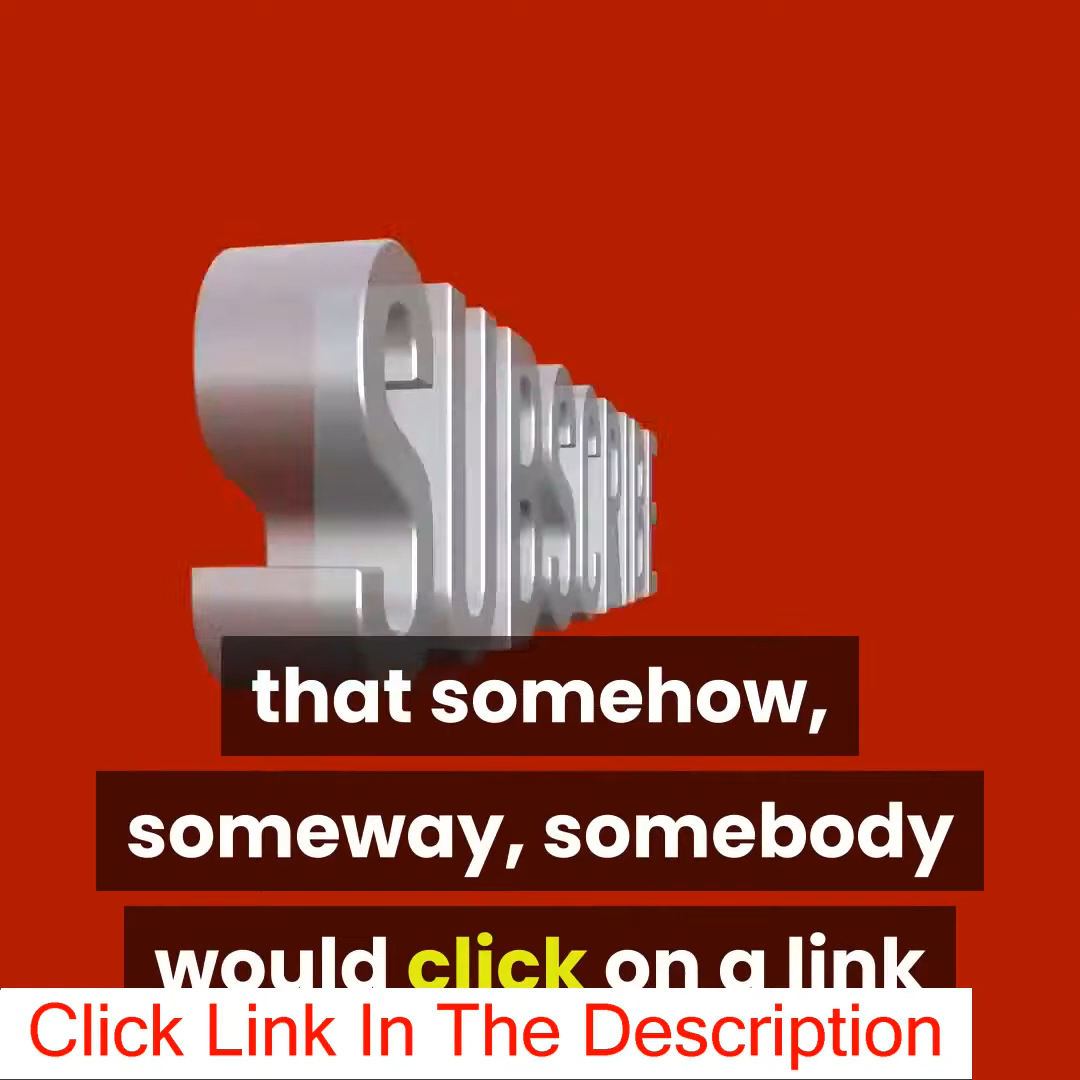 SUBSCRIBE
that somehow,
someway, somebody
would click on a link
Click Link In The Description